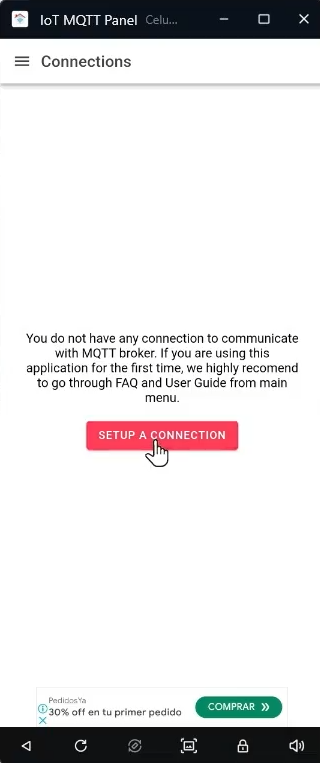 IoT MQTT Panel Celu...
Connections
You do not have any connection to communicate
with MQTT broker. If you are using this
application for the first time, we highly recomend
to go through FAQ and User Guide from main
menu.
SETUP A CONNECTION
PedidosYa
30% off en tu primer pedido
COMPRAR